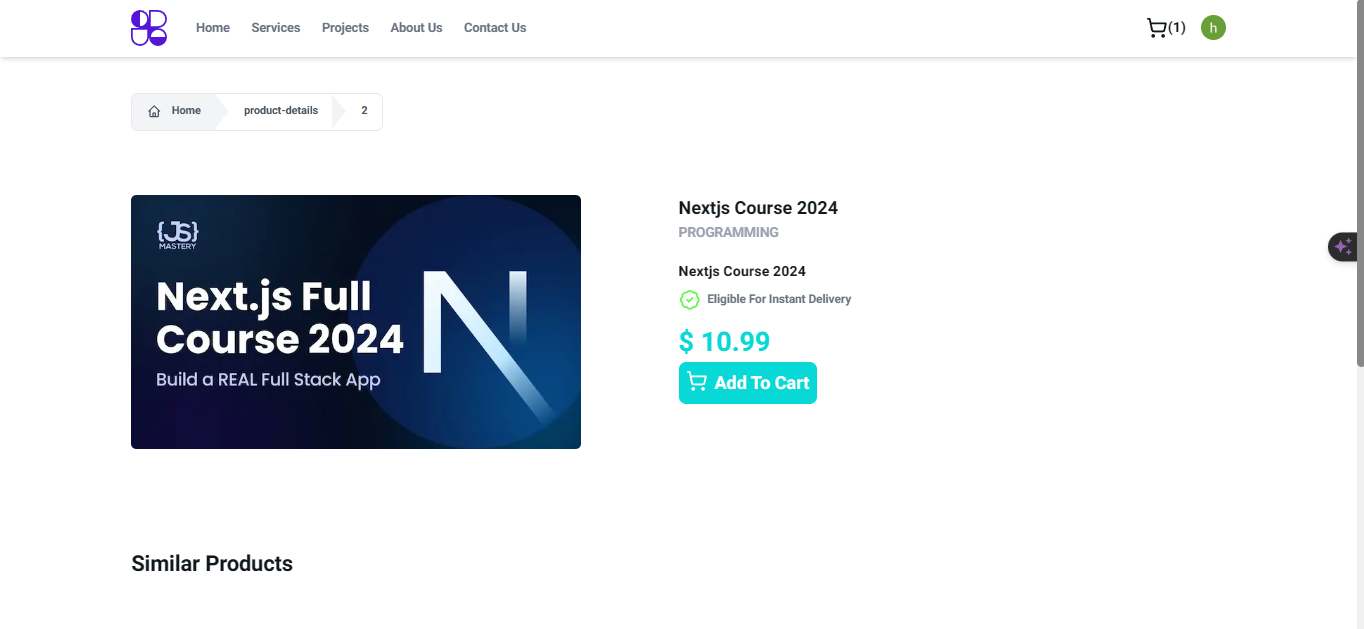 Home Services Projects About Us Contact Us (1) h
Home product-details 2
{JS}
MASTERY
Next.js Full
Course 2024
Build a REAL Full Stack App
Nextjs Course 2024
PROGRAMMING
Nextjs Course 2024
Eligible For Instant Delivery
$ 10.99
Add To Cart
Similar Products